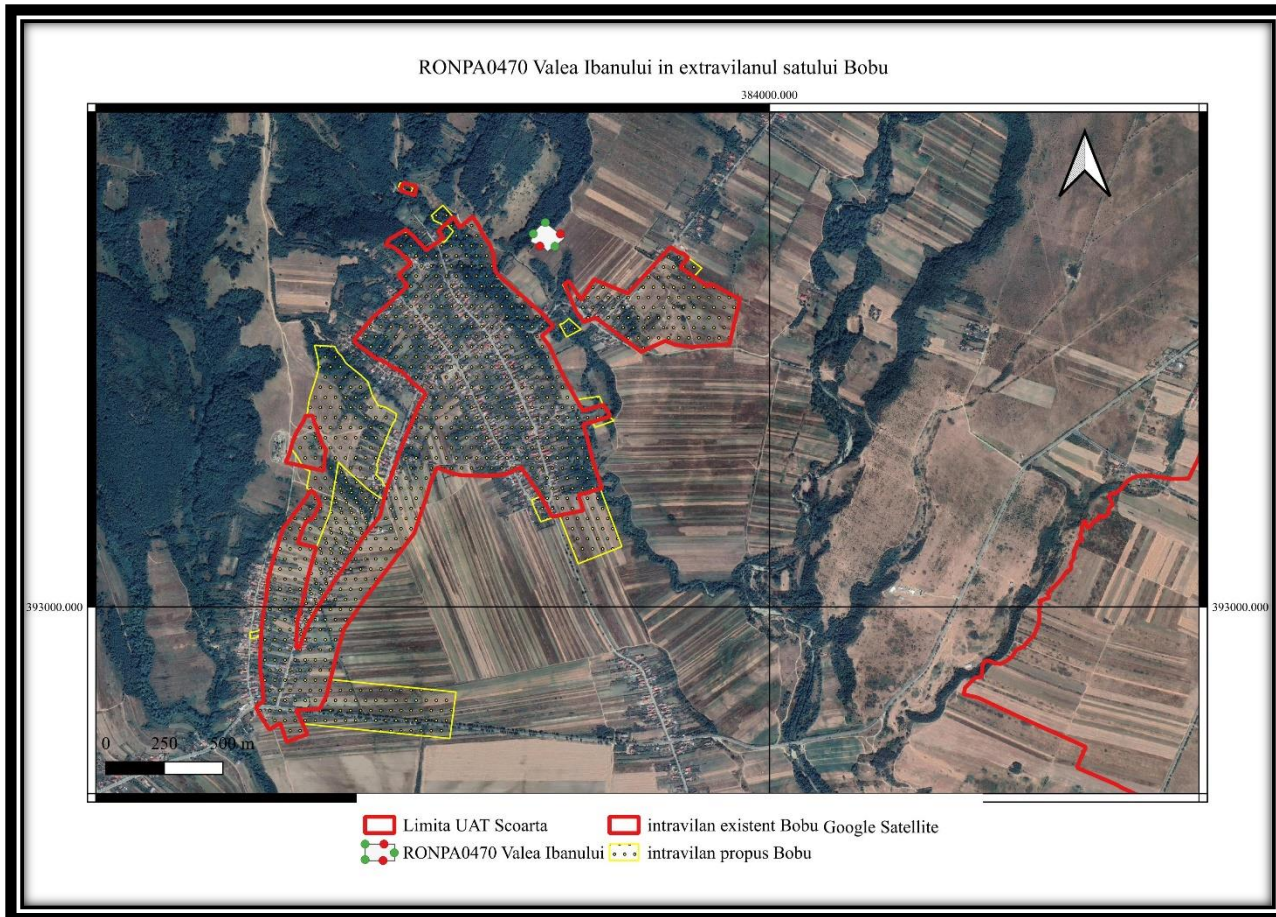 RONPA0470 Valea Ibanului in extravilanul satului Bobu
384000.000
393000.000
393000.000
0 250 500 m
Limita UAT Scoarta
intravilan existent Bobu
Google Satellite
RONPA0470 Valea Ibanului
intravilan propus Bobu